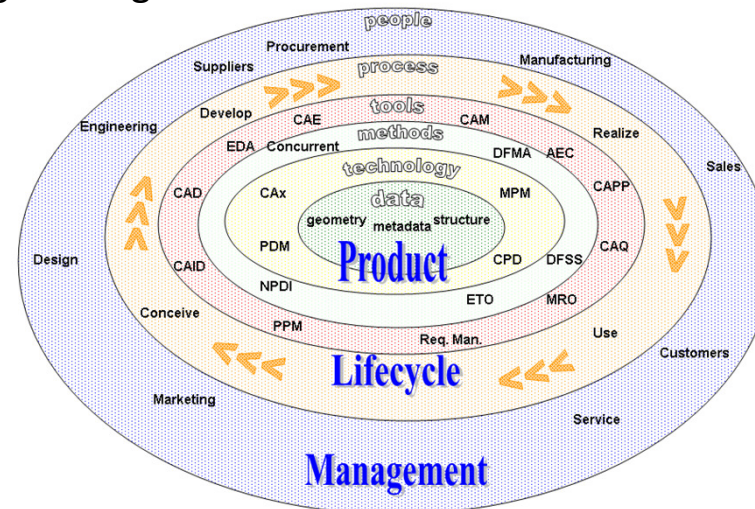 people
Procurement
Manufacturing
Suppliers
process
Develop
tools
Engineering
CAE
CAM
Realize
methods
EDA
Concurrent
DFMA
AEC
technology
Sales
CAD
CAx
data
MPM
CAPP
geometry
metadata
structure
PDM
Product
CPD
DFSS
CAQ
Design
CAID
NPDI
ETO
MRO
Conceive
PPM
Req. Man.
Use
Lifecycle
Customers
Marketing
Service
Management